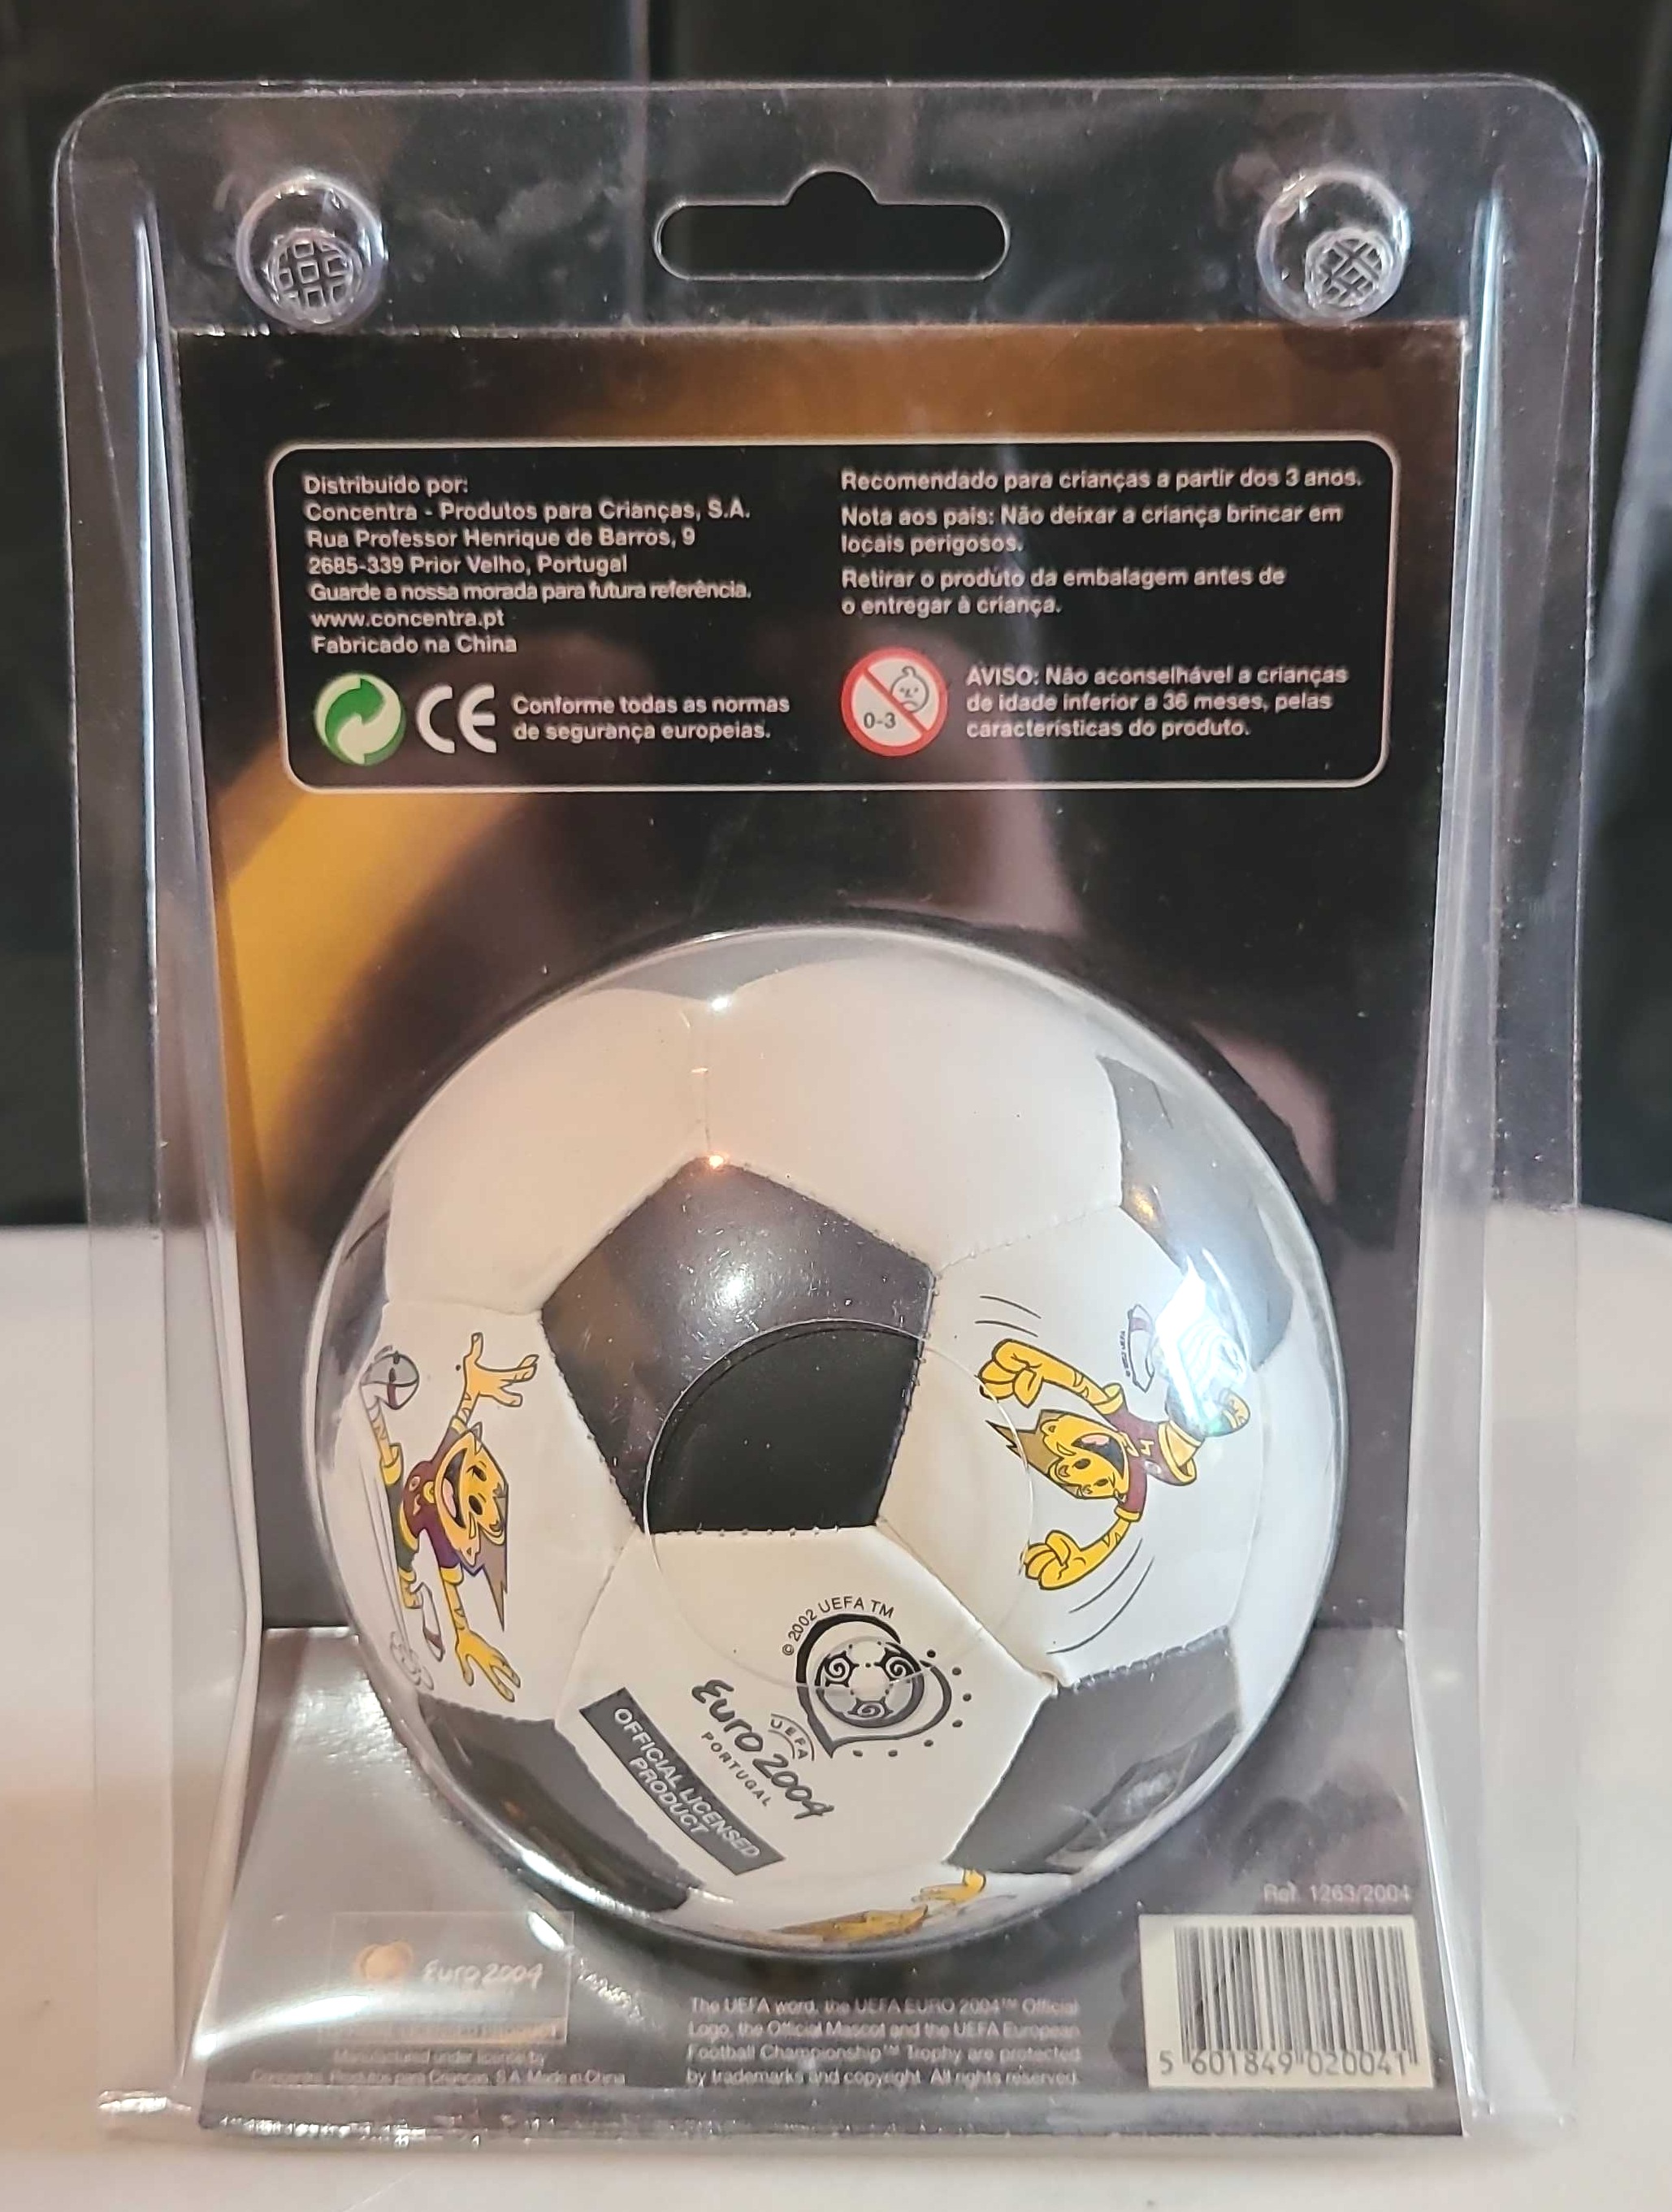 Distribuído por:
Concentra - Produtos para Crianças, S.A.
Rua Professor Henrique de Barros, 9
2685-339 Prior Velho, Portugal
Guarde a nossa morada para futura referência.
www.concentra.pt
Fabricado na China
CE
Conforme todas as normas
de segurança europeias.
Recomendado para crianças a partir dos 3 anos.
Nota aos pais: Não deixar a criança brincar em
locais perigosos.
Retirar o produto da embalagem antes de
o entregar à criança.
0-3
AVISO: Não aconselhável a crianças
de idade inferior a 36 meses, pelas
características do produto.
© 2002 UEFA TM
Euro 2004
UEFA
PORTUGAL
OFFICIAL LICENSED
PRODUCT
Ref. 1263/2004
Euro 2004
Manufactured under license by
Concentra, Produtos para Crianças, S.A. Made in China
The UEFA word, the UEFA EURO 2004™ Official
Logo, the Official Mascot and the UEFA European
Football Championship™ Trophy are protected
by trademarks and copyright. All rights reserved.
5 601849 020041